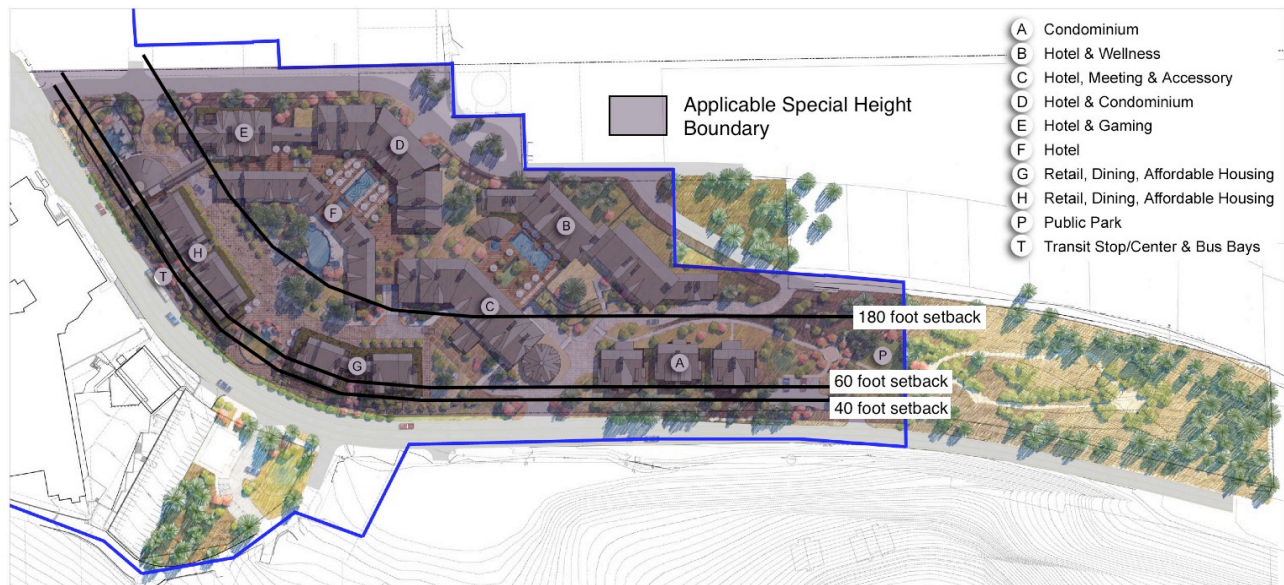 A Condominium
B Hotel & Wellness
C Hotel, Meeting & Accessory
D Hotel & Condominium
E Hotel & Gaming
F Hotel
G Retail, Dining, Affordable Housing
H Retail, Dining, Affordable Housing
P Public Park
T Transit Stop/Center & Bus Bays
Applicable Special Height
Boundary
E
D
F
B
H
T
C
180 foot setback
P
G
A
60 foot setback
40 foot setback